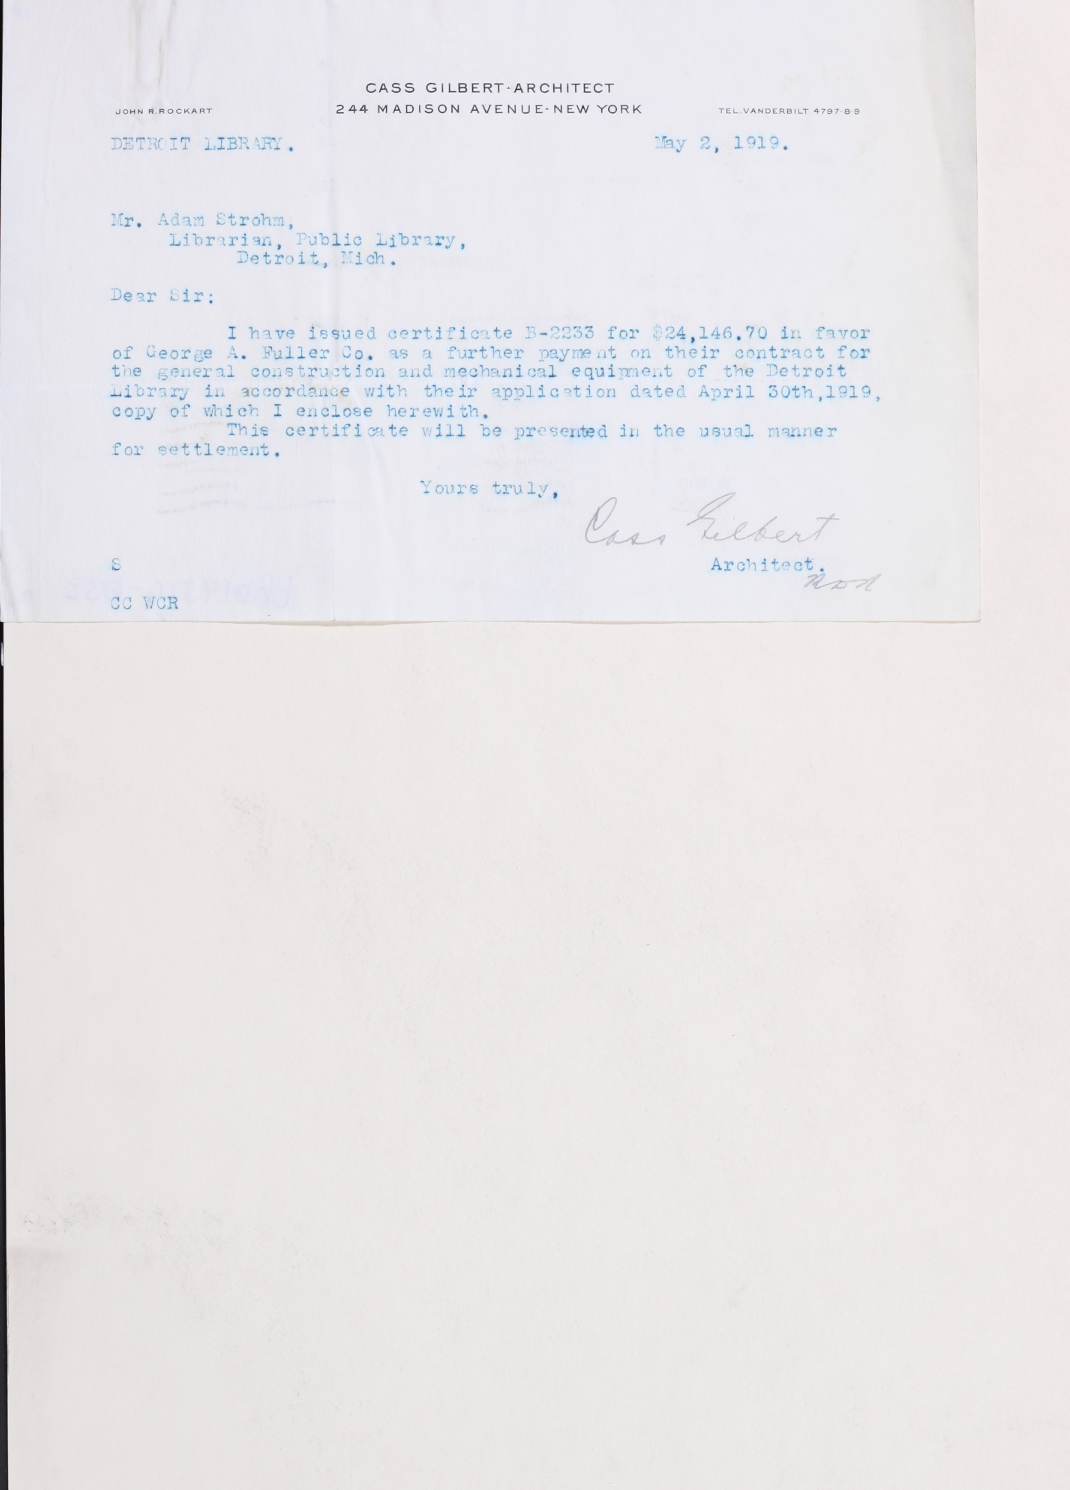 CASS GILBERT·ARCHITECT
JOHN R. ROCKART 244 MADISON AVENUE·NEW YORK TEL. VANDERBILT 4797-8-9
DETROIT LIBRARY. May 2, 1919.
Mr. Adam Strohm,
Librarian, Public Library,
Detroit, Mich.
Dear Sir:
I have issued certificate B-2233 for $24,146.70 in favor
of George A. Fuller Co. as a further payment on their contract for
the general construction and mechanical equipment of the Detroit
Library in accordance with their application dated April 30th,1919,
copy of which I enclose herewith.
This certificate will be presented in the usual manner
for settlement.
Yours truly,
Cass Gilbert
S Architect.
CC WCR